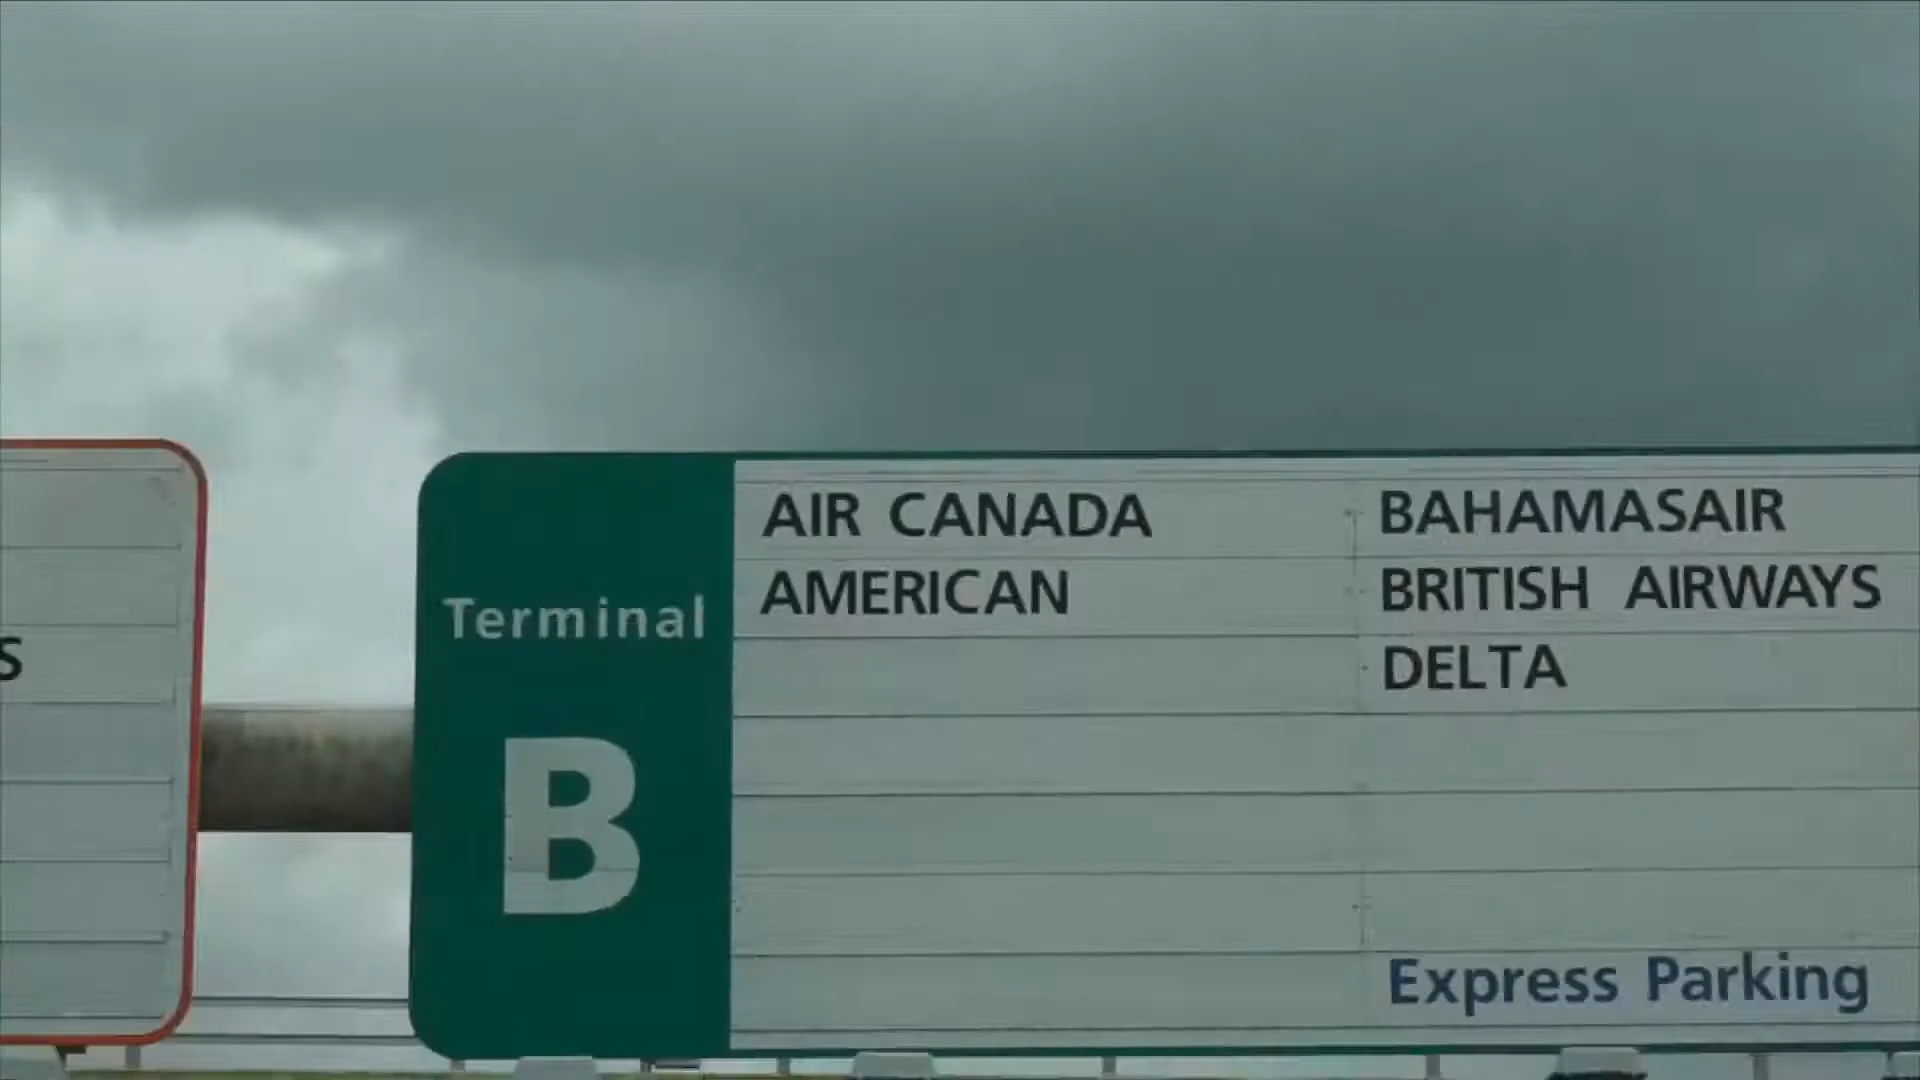 S
Terminal
B
AIR CANADA
AMERICAN
BAHAMASAIR
BRITISH AIRWAYS
DELTA
Express Parking